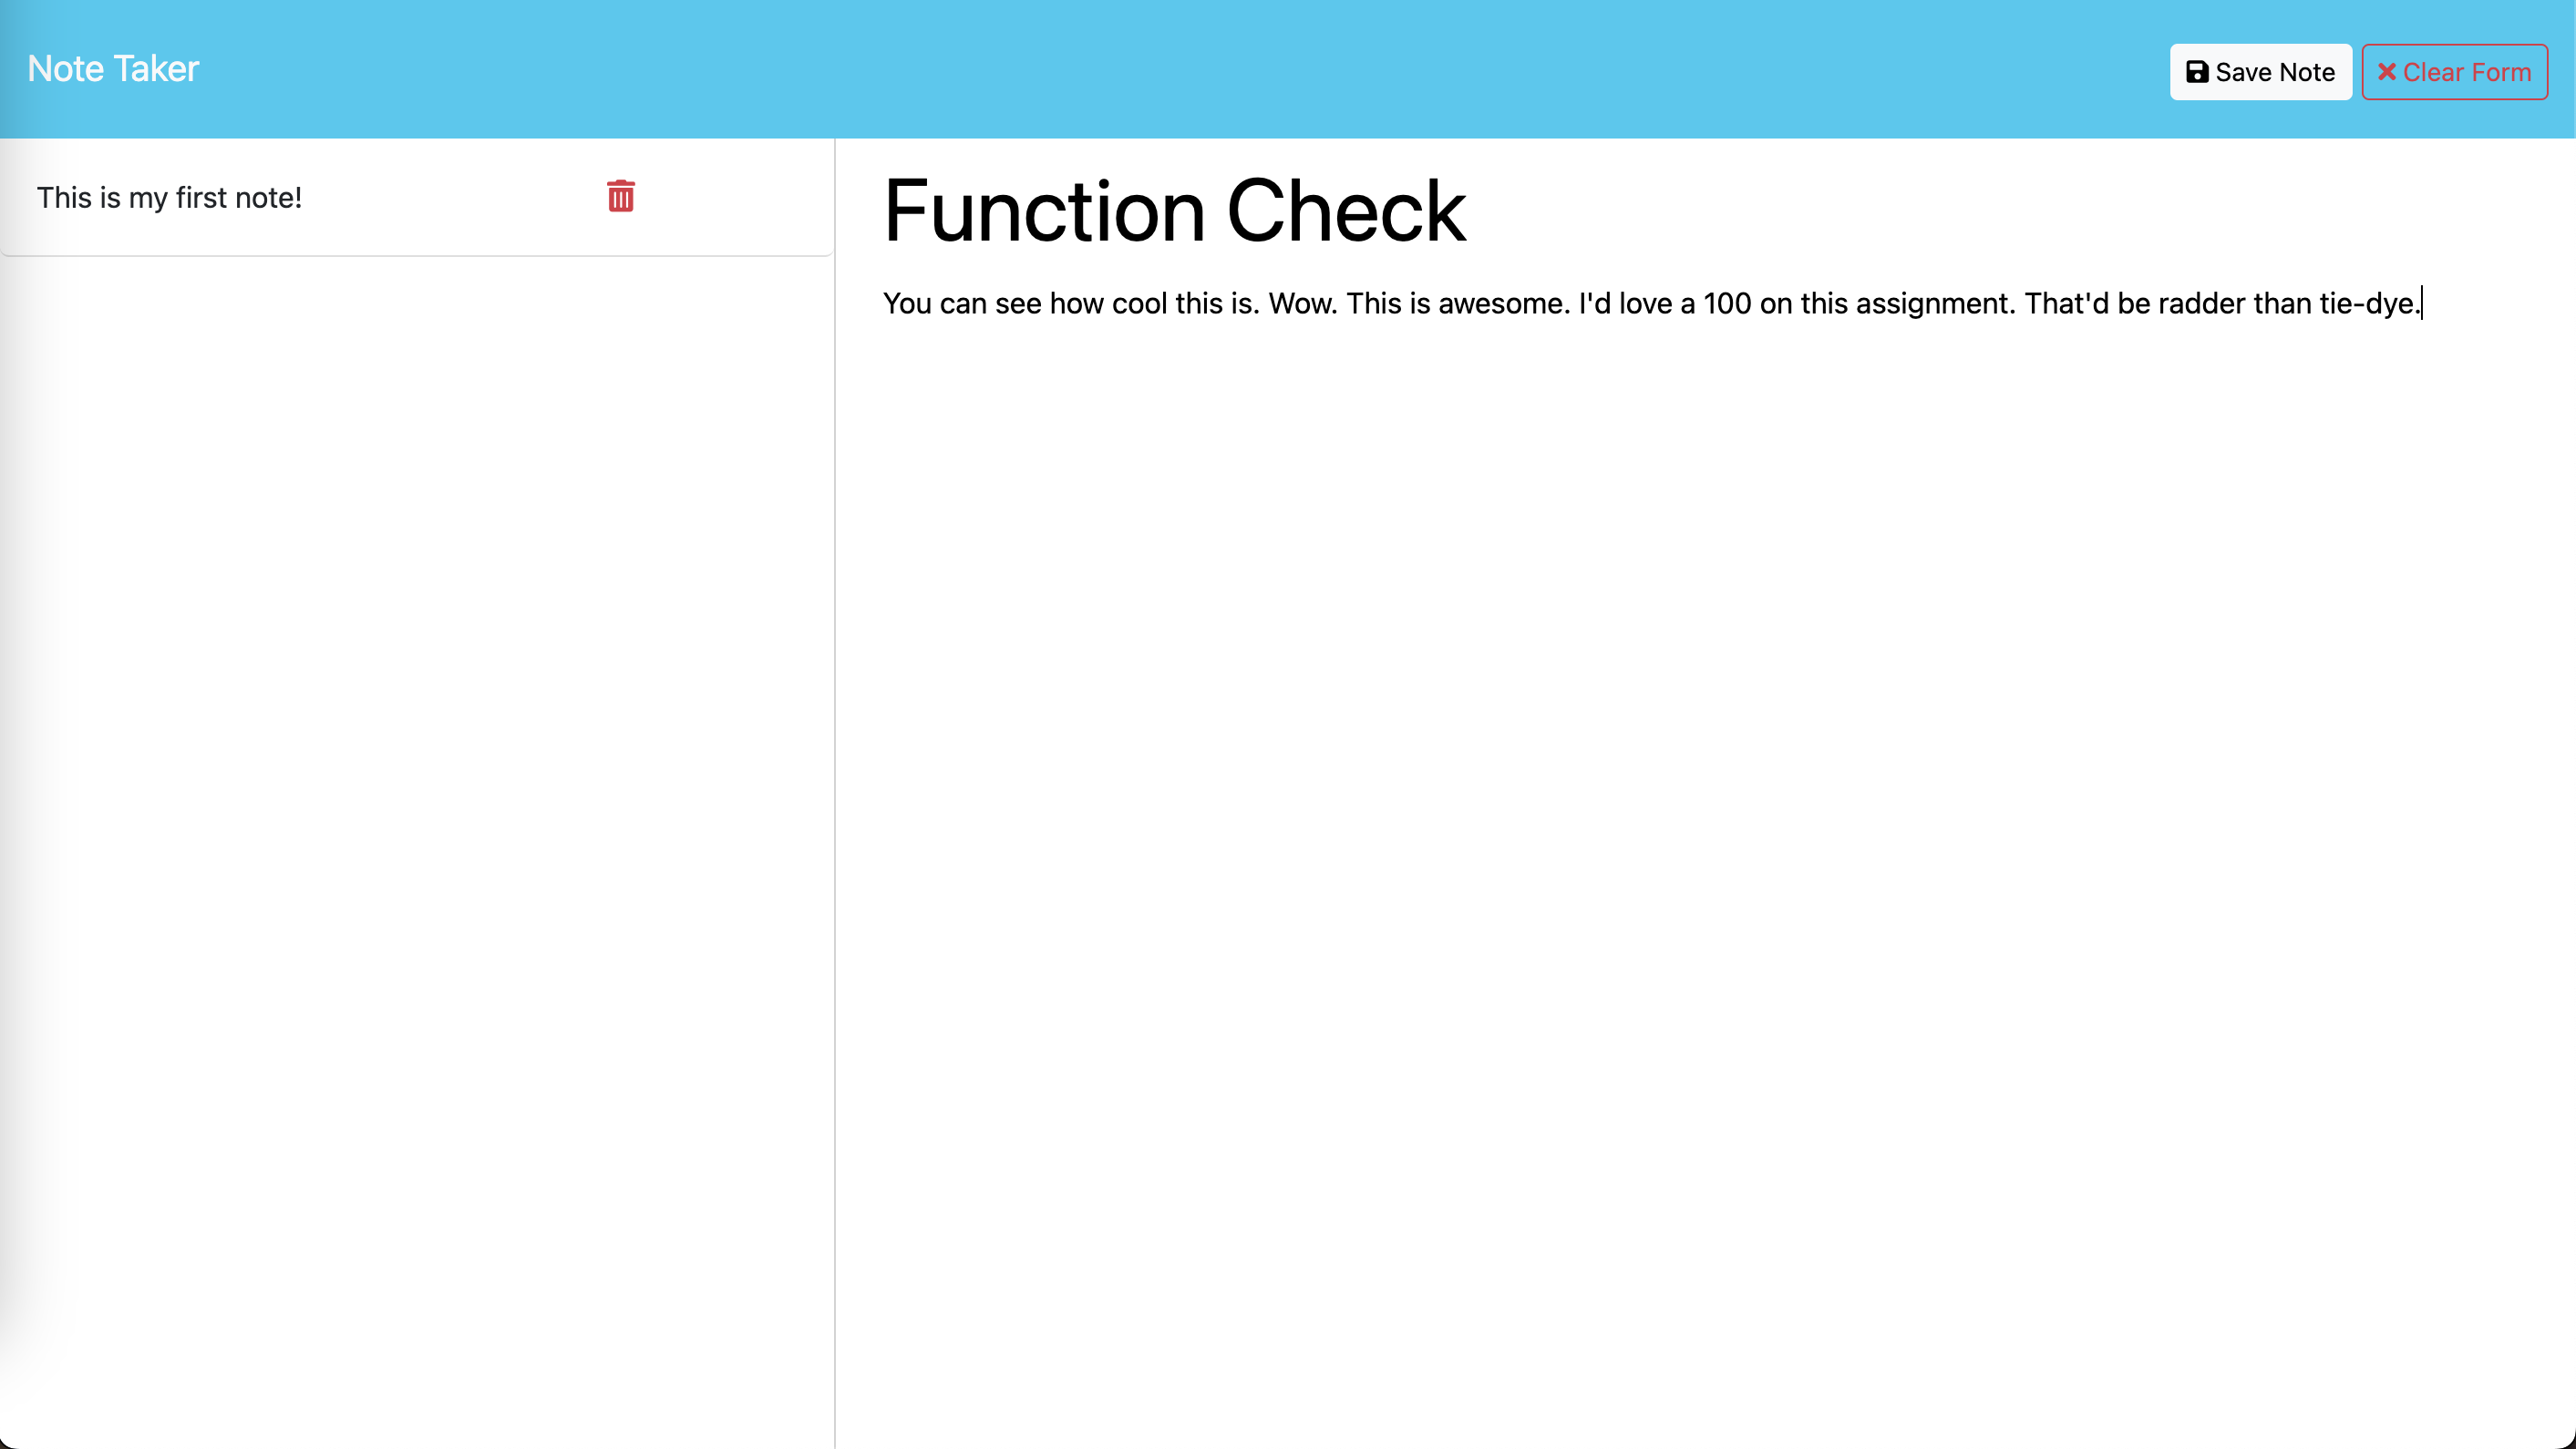 Note Taker
Save Note
Clear Form
This is my first note!
Function Check
You can see how cool this is. Wow. This is awesome. I'd love a 100 on this assignment. That'd be radder than tie-dye.